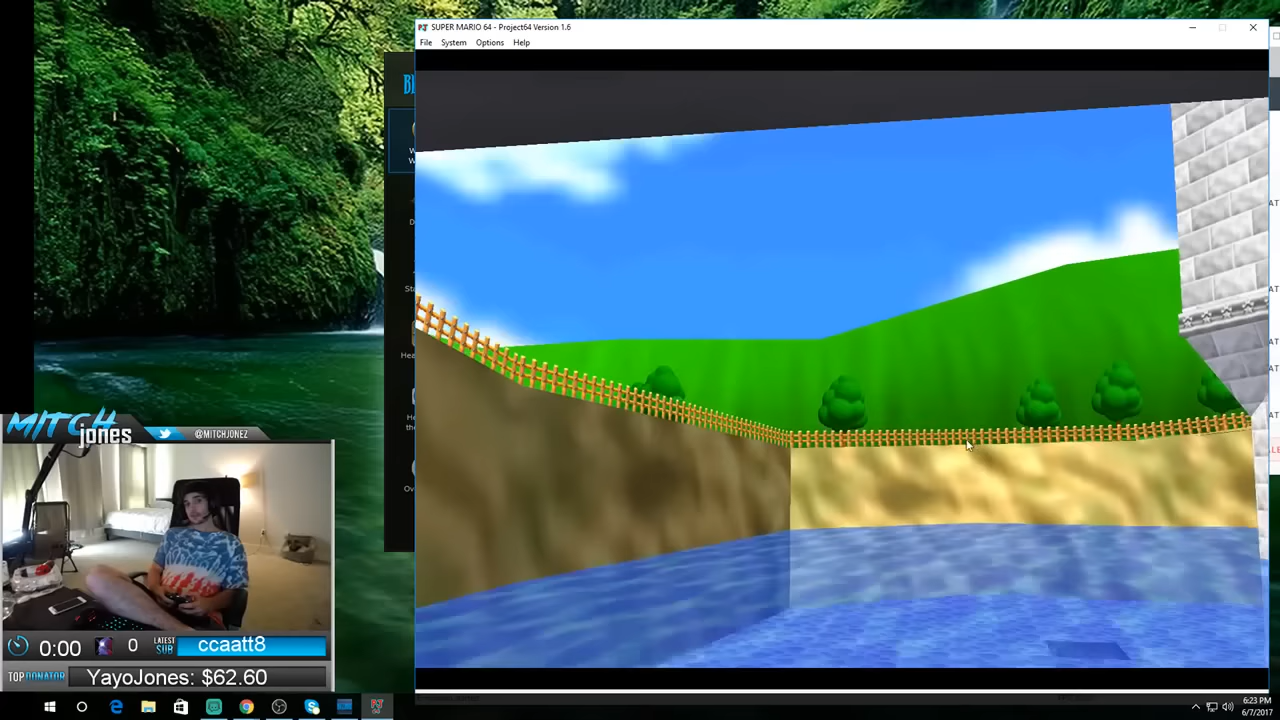 SUPER MARIO 64 - Project64 Version 1.6
File System Options Help
MITCH
jones
@MITCHJONEZ
0:00
0
LATEST
SUB
ccaatt8
TOP DONATOR
YayoJones: $62.60
6:23 PM
6/7/2017